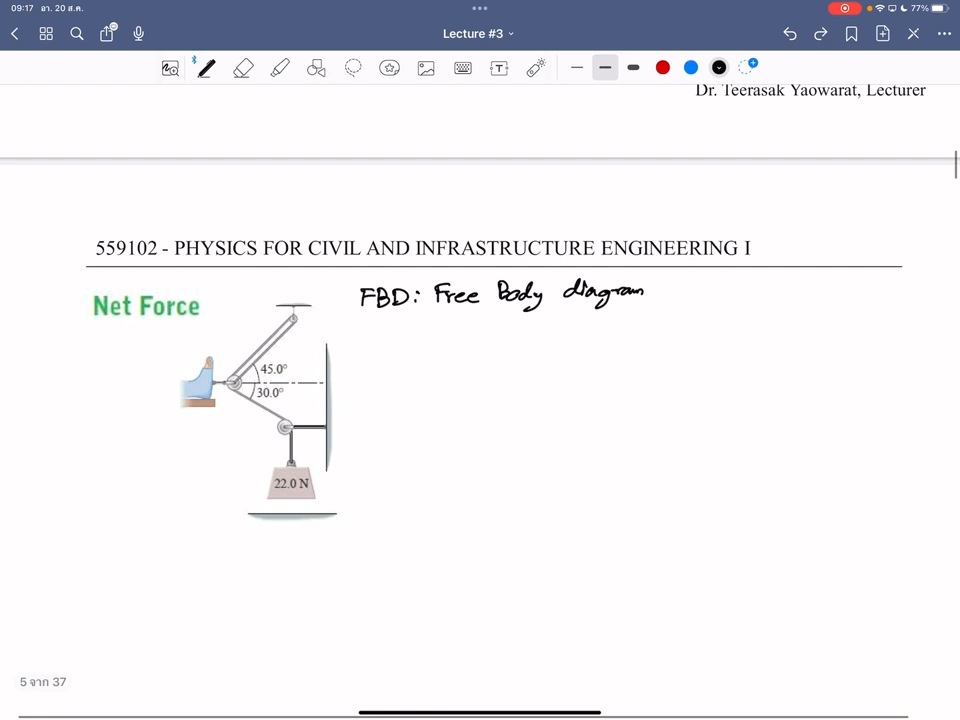 09:17 อา. 20 ส.ค.
77%
Lecture #3
Dr. Teerasak Yaowarat, Lecturer
559102 - PHYSICS FOR CIVIL AND INFRASTRUCTURE ENGINEERING I
Net Force
FBD: Free Body diagram
45.0°
30.0°
22.0 N
5 จาก 37